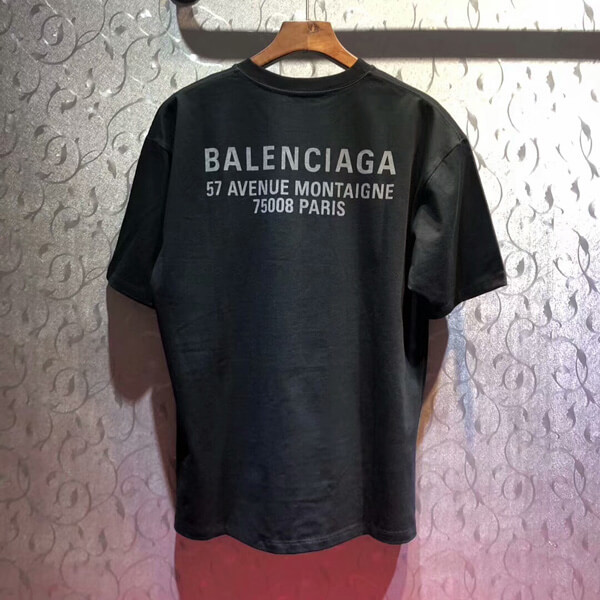 BALENCIAGA
57 AVENUE MONTAIGNE
75008 PARIS